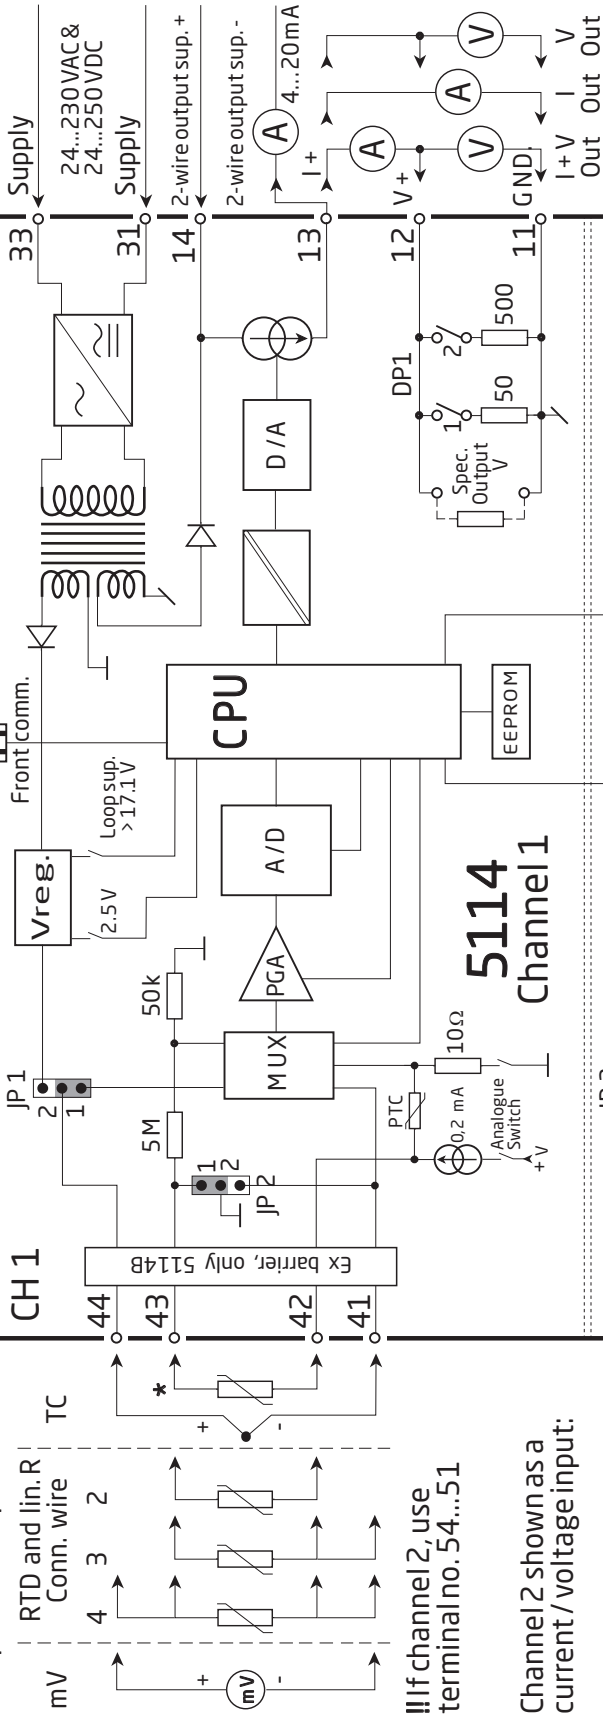 mV
RTD and lin. R
Conn. wire
4
3
2
TC
mV
+
-
+
-
*
!!! If channel 2, use
terminal no. 54...51
Channel 2 shown as a
current / voltage input:
CH 1
44
43
42
41
Ex barrier, only 5114B
JP 1
2
1
JP 2
1
2
5M
50k
MUX
PTC
10Ω
0,2 mA
Analogue
Switch
+ V
Vreg.
2.5V
Loop sup.
>17.1 V
PGA
A/D
5114
Channel 1
Front comm.
CPU
EEPROM
D/A
Spec.
Output
V
DP1
1
2
50
500
33
31
14
13
12
11
Supply
24...230 VAC &
24...250 VDC
Supply
2-wire output sup. +
2-wire output sup. -
A
4...20 mA
I +
V +
GND.
A
V
A
V
I + V
Out
I
Out
V
Out